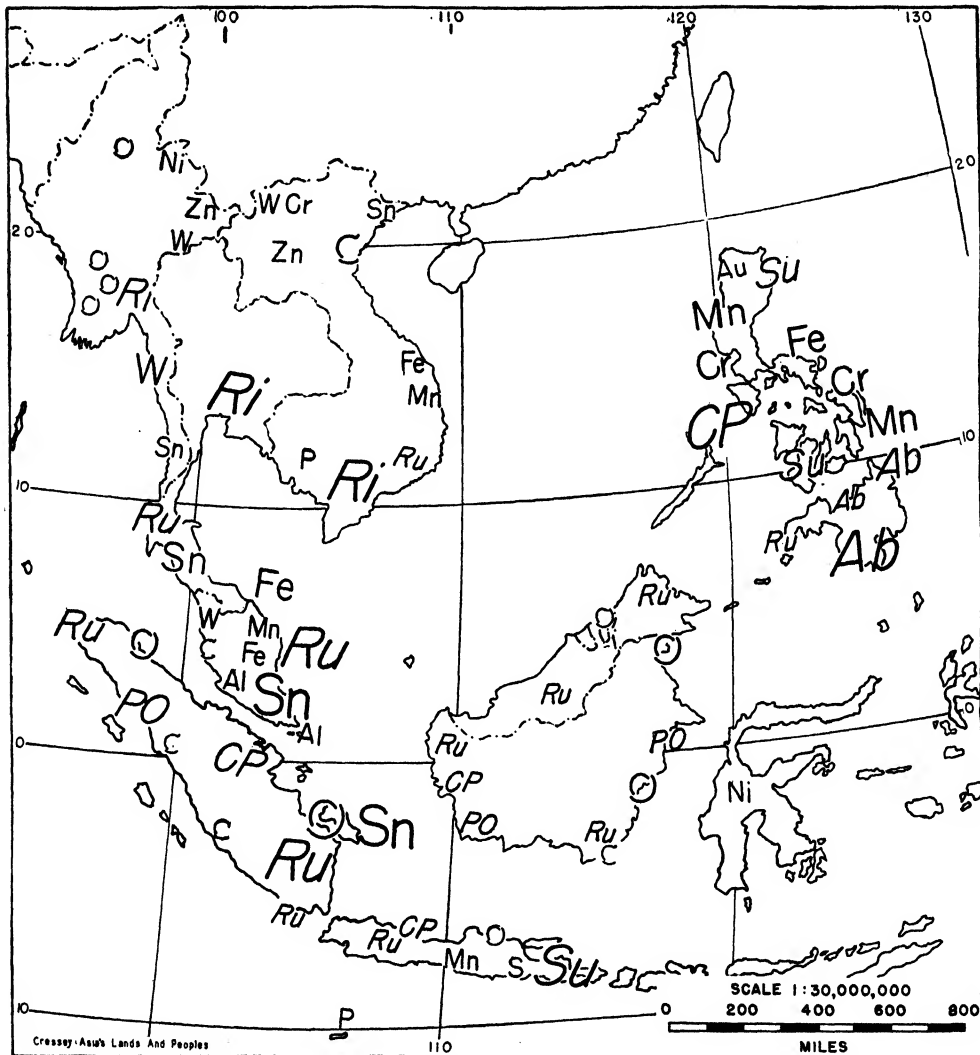 100 110 120 130
Ni
Zn W Cr Sn 20
20 W Zn C
Ri Au Su
Mn
W Fe Fe
Ri Mn Cr Cr
CP Mn
Sn P Ru Su Ab 10
10 Ri
Ru Ab
Sn Ru Ab
Fe
W Mn Ru
Ru C Fe Ru
Al Sn Ru
PO Al 0
0 C CP Ru PO
CP Ni
C Sn PO Ru
Ru C
Ru CP
Ru Mn S Su
SCALE 1:30,000,000
10 P 0 200 400 600 800
Cressey-Asia's Lands And Peoples 110 MILES